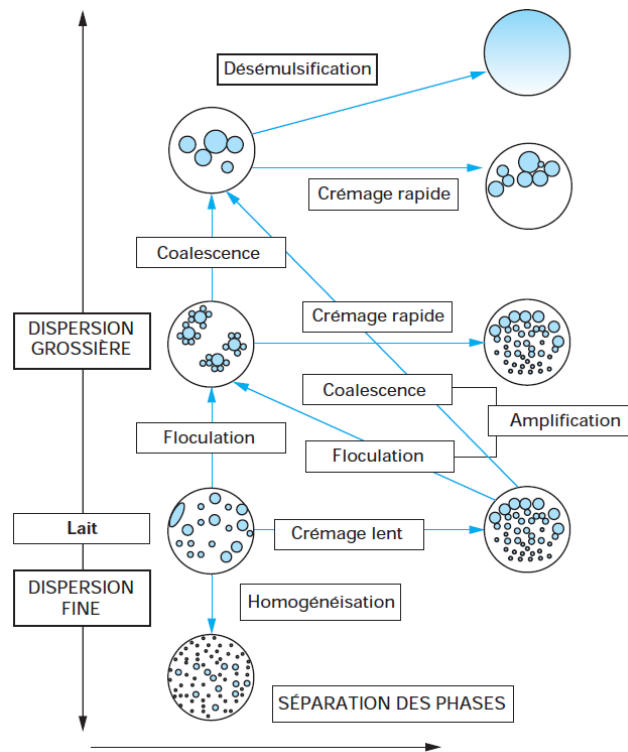 Désémulsification
Crémage rapide
Coalescence
Crémage rapide
DISPERSION
GROSSIÈRE
Coalescence
Amplification
Floculation
Floculation
Lait
Crémage lent
DISPERSION
FINE
Homogénéisation
SÉPARATION DES PHASES